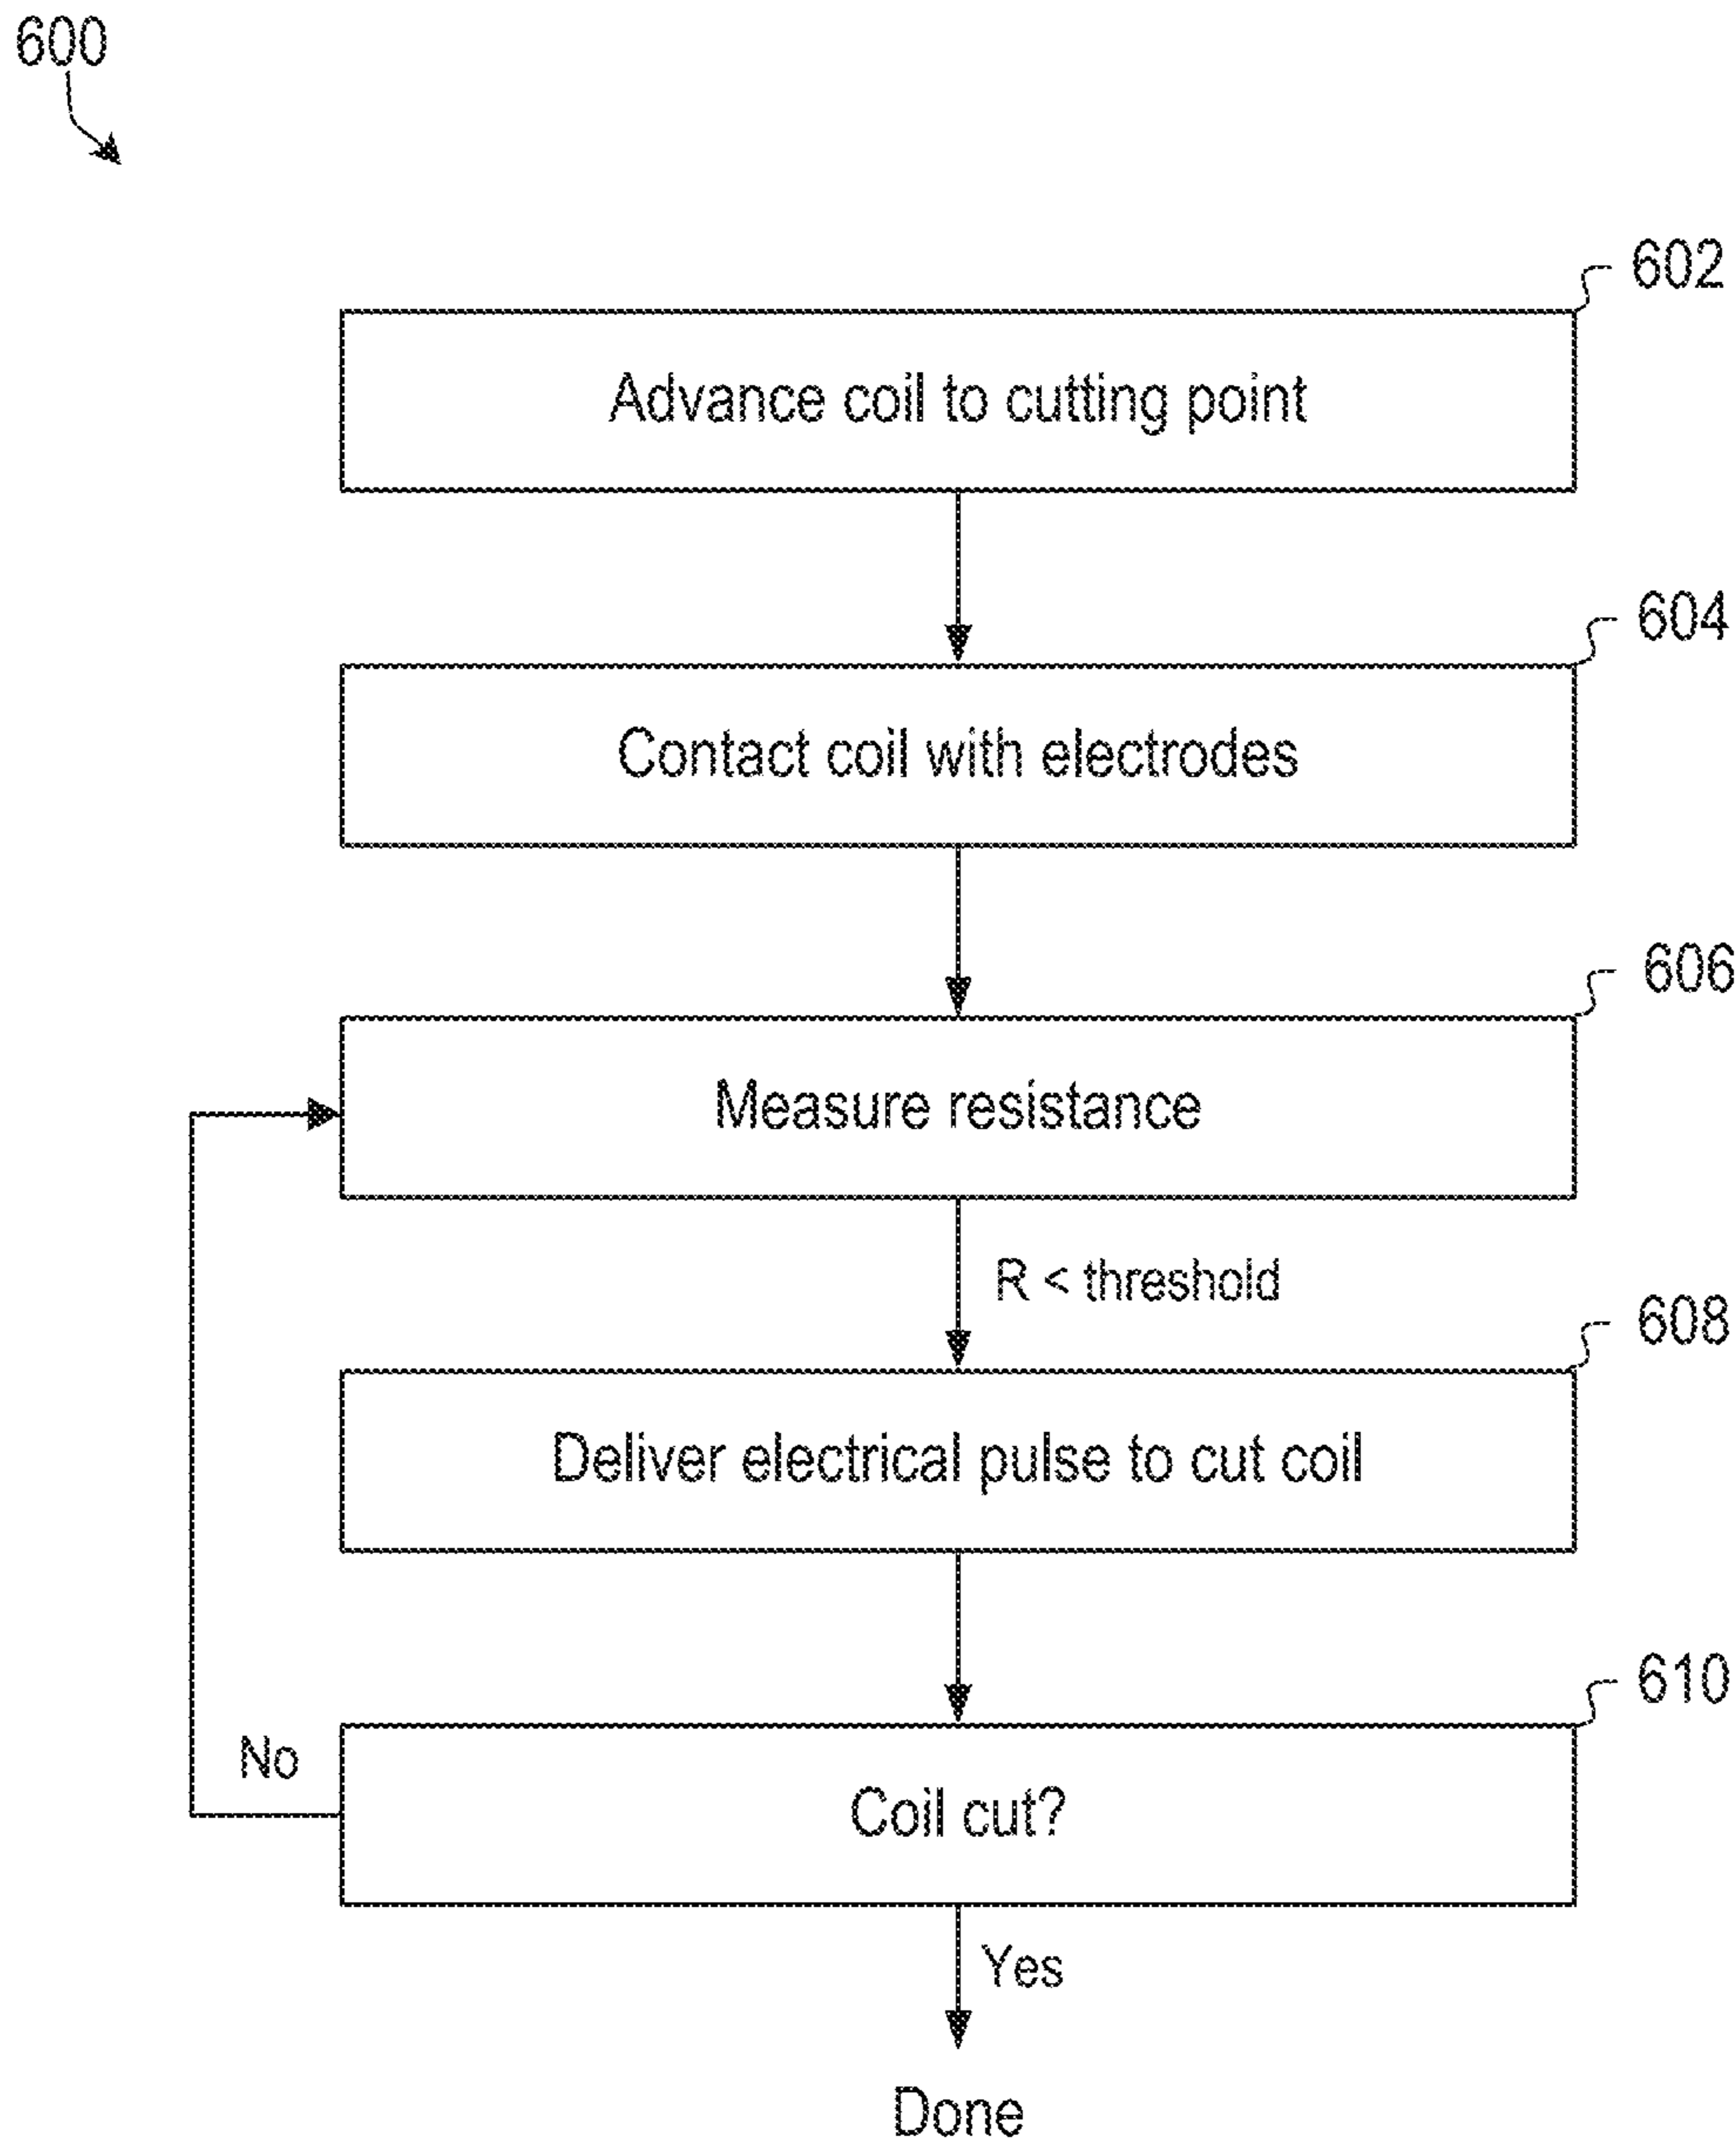 600
602
Advance coil to cutting point
604
Contact coil with electrodes
606
Measure resistance
R < threshold
608
Deliver electrical pulse to cut coil
610
No
Coil cut?
Yes
Done